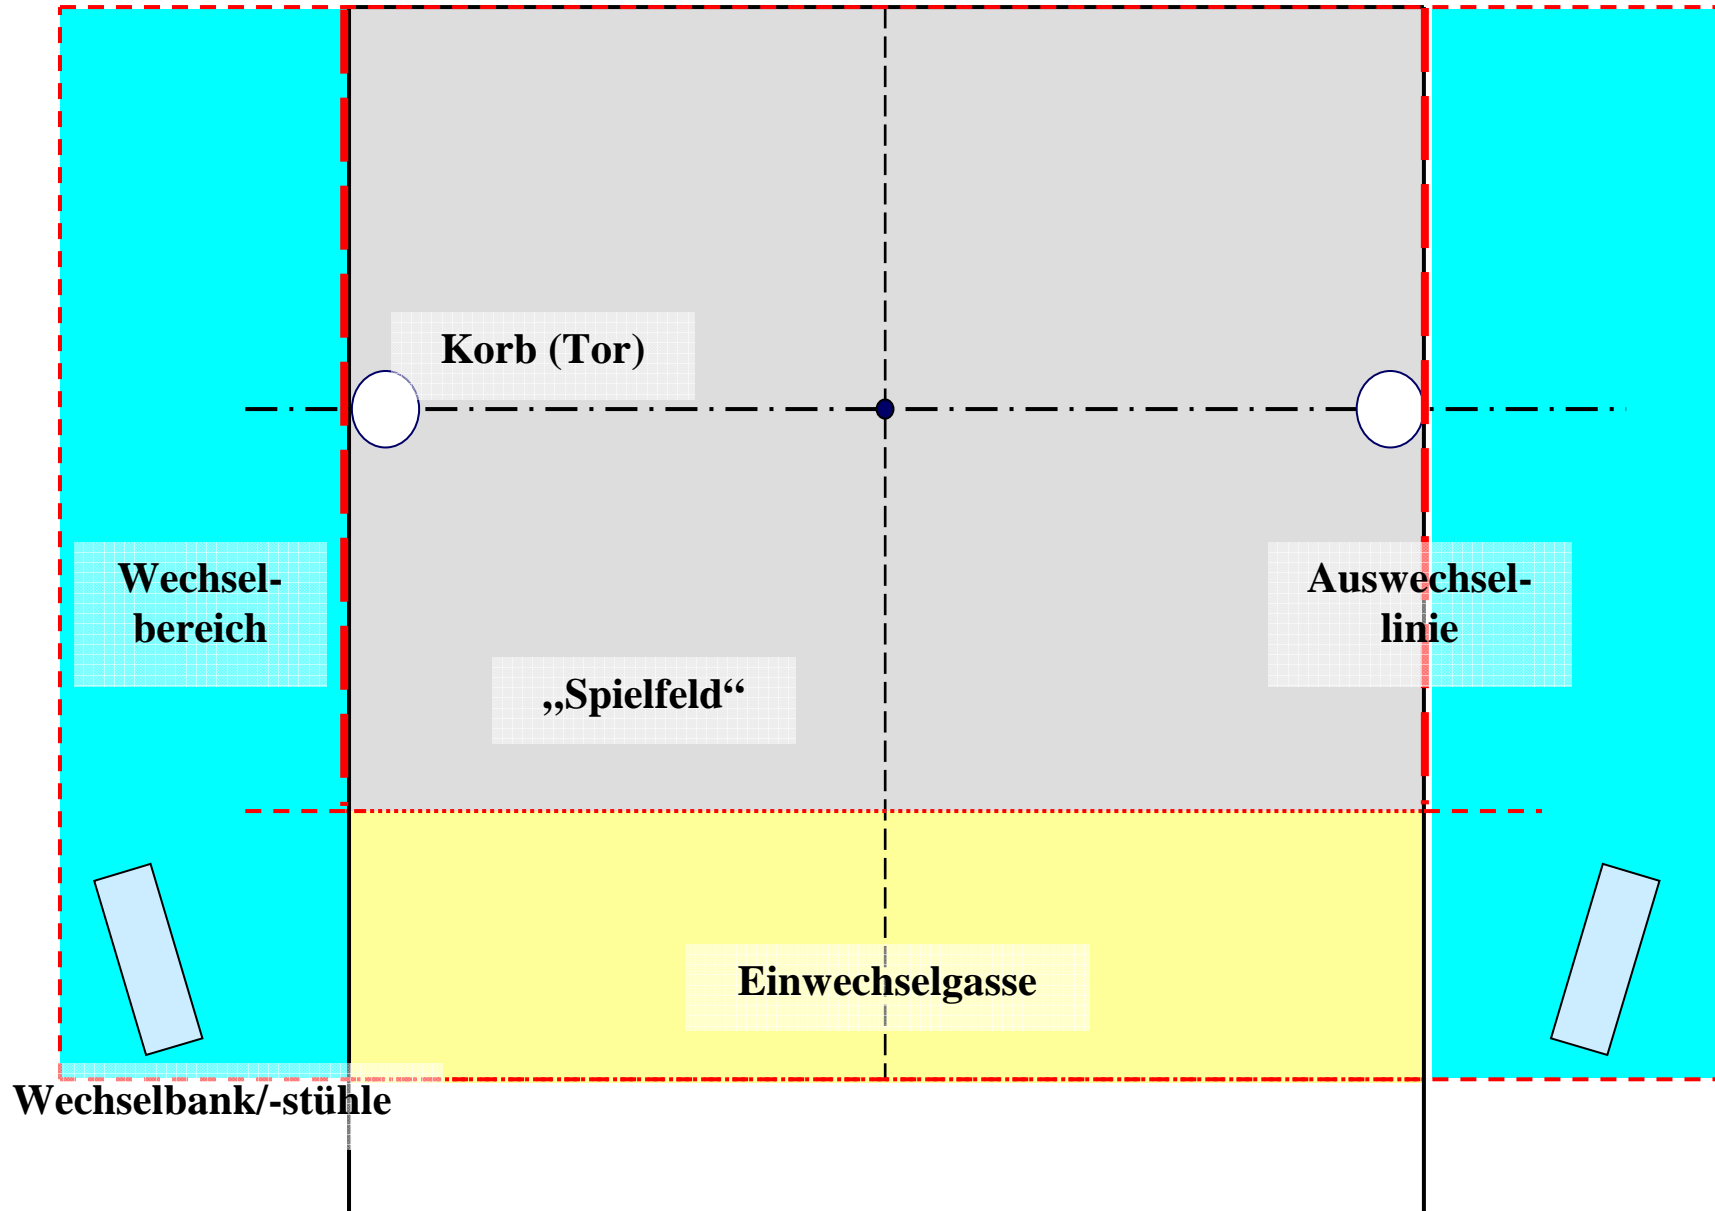 Korb (Tor)
Wechsel-
bereich
Auswechsel-
linie
„Spielfeld“
Einwechselgasse
Wechselbank/-stühle